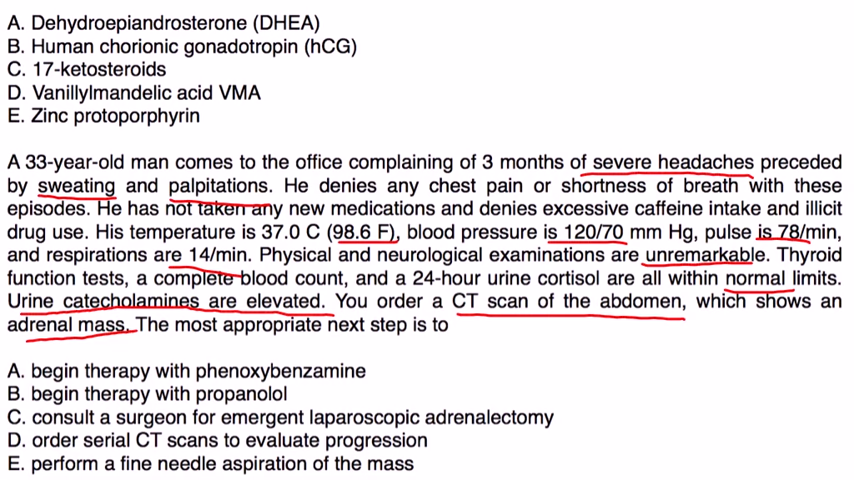 A. Dehydroepiandrosterone (DHEA)
B. Human chorionic gonadotropin (hCG)
C. 17-ketosteroids
D. Vanillylmandelic acid VMA
E. Zinc protoporphyrin
A 33-year-old man comes to the office complaining of 3 months of severe headaches preceded
by sweating and palpitations. He denies any chest pain or shortness of breath with these
episodes. He has not taken any new medications and denies excessive caffeine intake and illicit
drug use. His temperature is 37.0 C (98.6 F), blood pressure is 120/70 mm Hg, pulse is 78/min,
and respirations are 14/min. Physical and neurological examinations are unremarkable. Thyroid
function tests, a complete blood count, and a 24-hour urine cortisol are all within normal limits.
Urine catecholamines are elevated. You order a CT scan of the abdomen, which shows an
adrenal mass. The most appropriate next step is to
A. begin therapy with phenoxybenzamine
B. begin therapy with propanolol
C. consult a surgeon for emergent laparoscopic adrenalectomy
D. order serial CT scans to evaluate progression
E. perform a fine needle aspiration of the mass